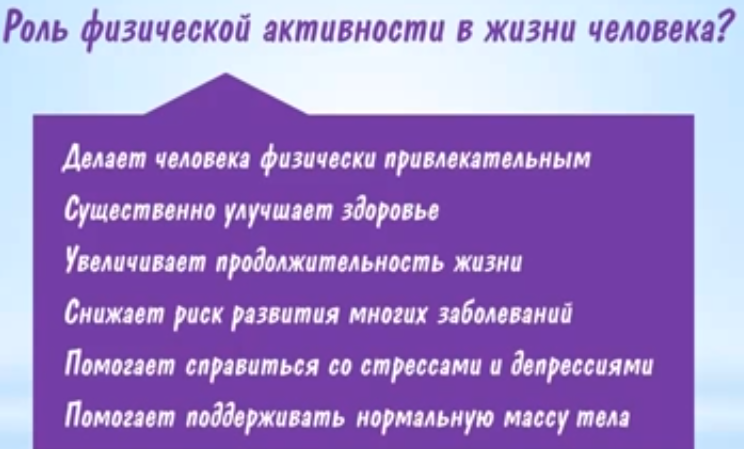 Роль физической активности в жизни человека?
Делает человека физически привлекательным
Существенно улучшает здоровье
Увеличивает продолжительность жизни
Снижает риск развития многих заболеваний
Помогает справиться со стрессами и депрессиями
Помогает поддерживать нормальную массу тела